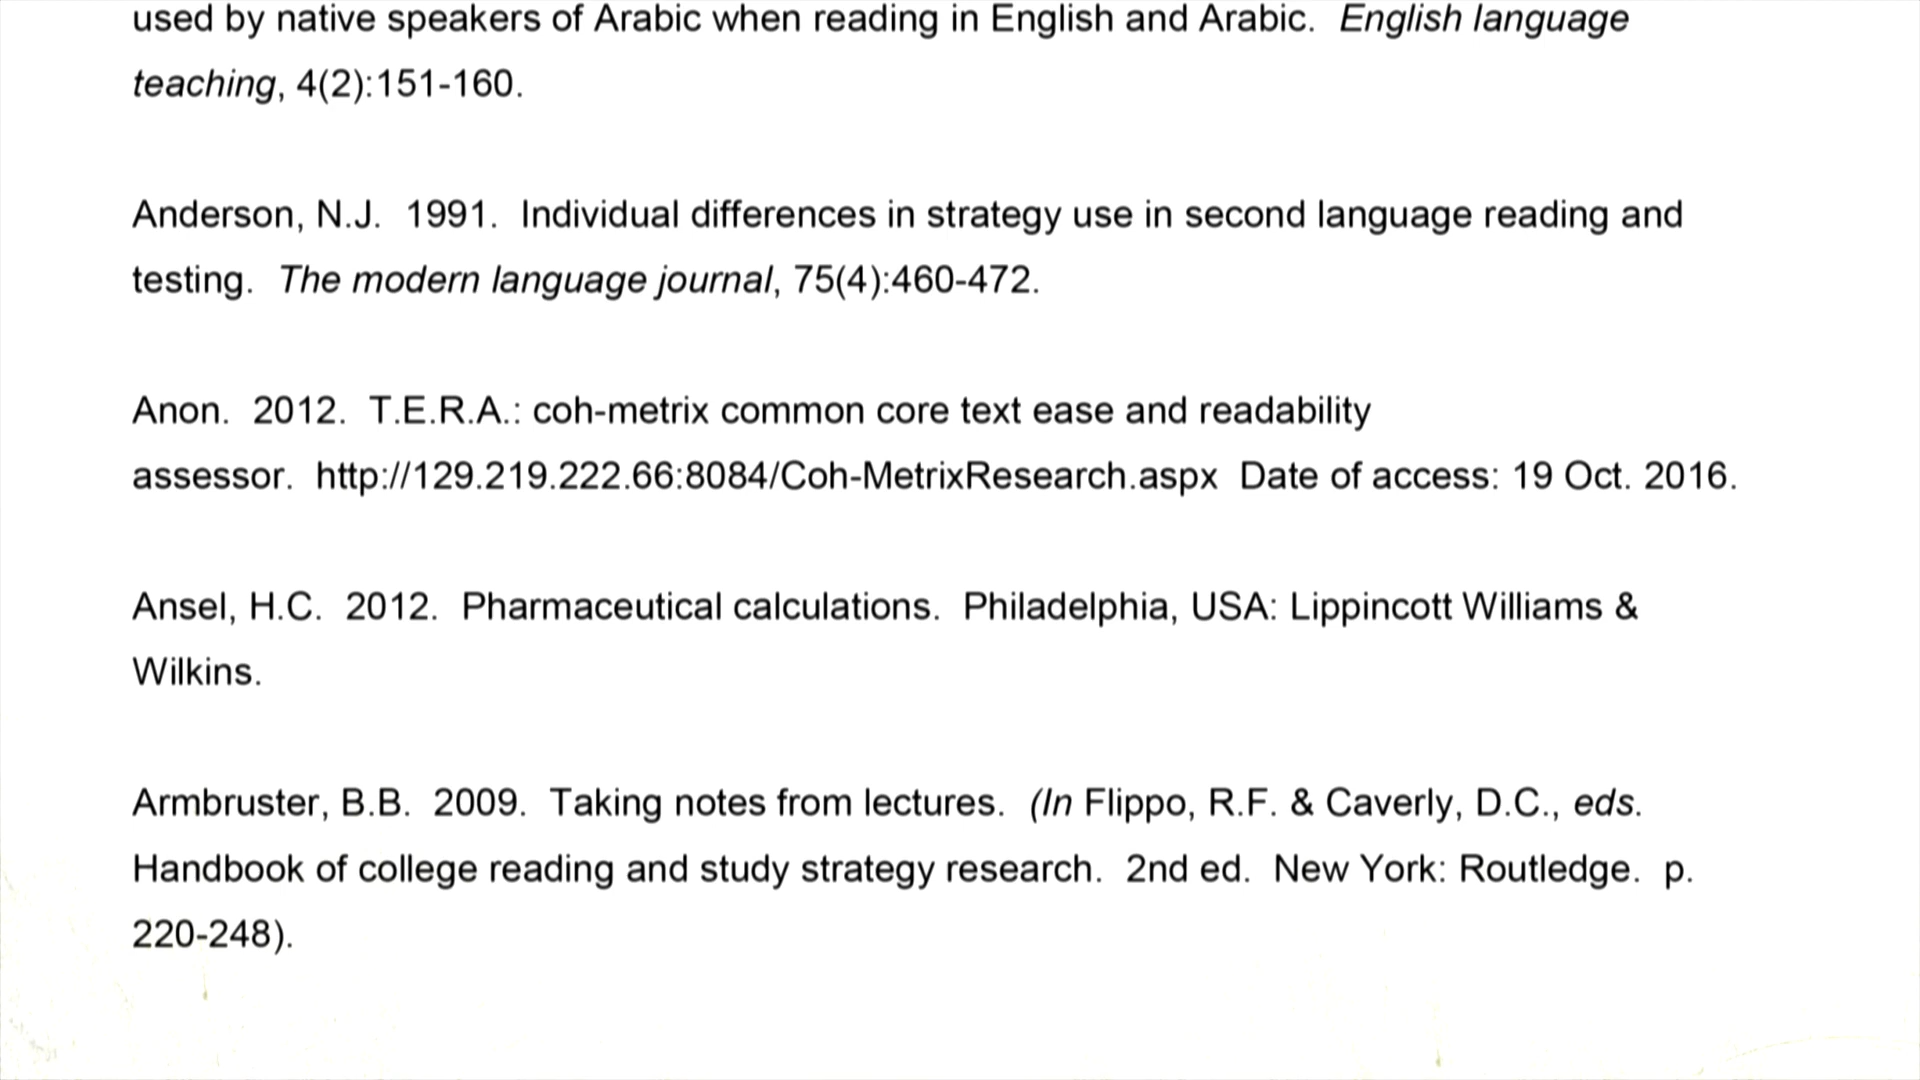 used by native speakers of Arabic when reading in English and Arabic. English language
teaching, 4(2):151-160.
Anderson, N.J. 1991. Individual differences in strategy use in second language reading and
testing. The modern language journal, 75(4):460-472.
Anon. 2012. T.E.R.A.: coh-metrix common core text ease and readability
assessor. http://129.219.222.66:8084/Coh-MetrixResearch.aspx Date of access: 19 Oct. 2016.
Ansel, H.C. 2012. Pharmaceutical calculations. Philadelphia, USA: Lippincott Williams &
Wilkins.
Armbruster, B.B. 2009. Taking notes from lectures. (In Flippo, R.F. & Caverly, D.C., eds.
Handbook of college reading and study strategy research. 2nd ed. New York: Routledge. p.
220-248).